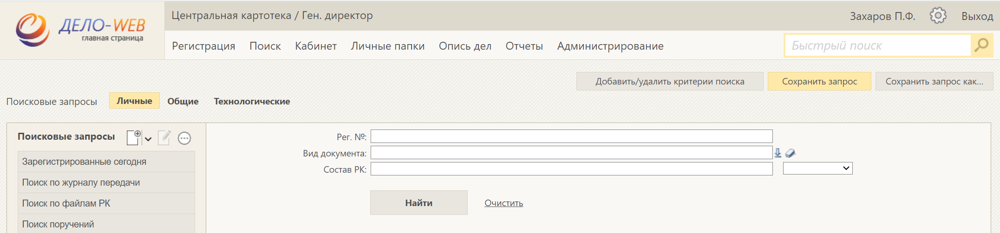 ДЕЛО-WEB
главная страница
Центральная картотека / Ген. директор
Захаров П.Ф.
Выход
Регистрация Поиск Кабинет Личные папки Опись дел Отчеты Администрирование
Быстрый поиск
Добавить/удалить критерии поиска
Сохранить запрос
Сохранить запрос как...
Поисковые запросы Личные Общие Технологические
Поисковые запросы
Зарегистрированные сегодня
Поиск по журналу передачи
Поиск по файлам РК
Поиск поручений
Рег. №:
Вид документа:
Состав РК:
Найти
Очистить